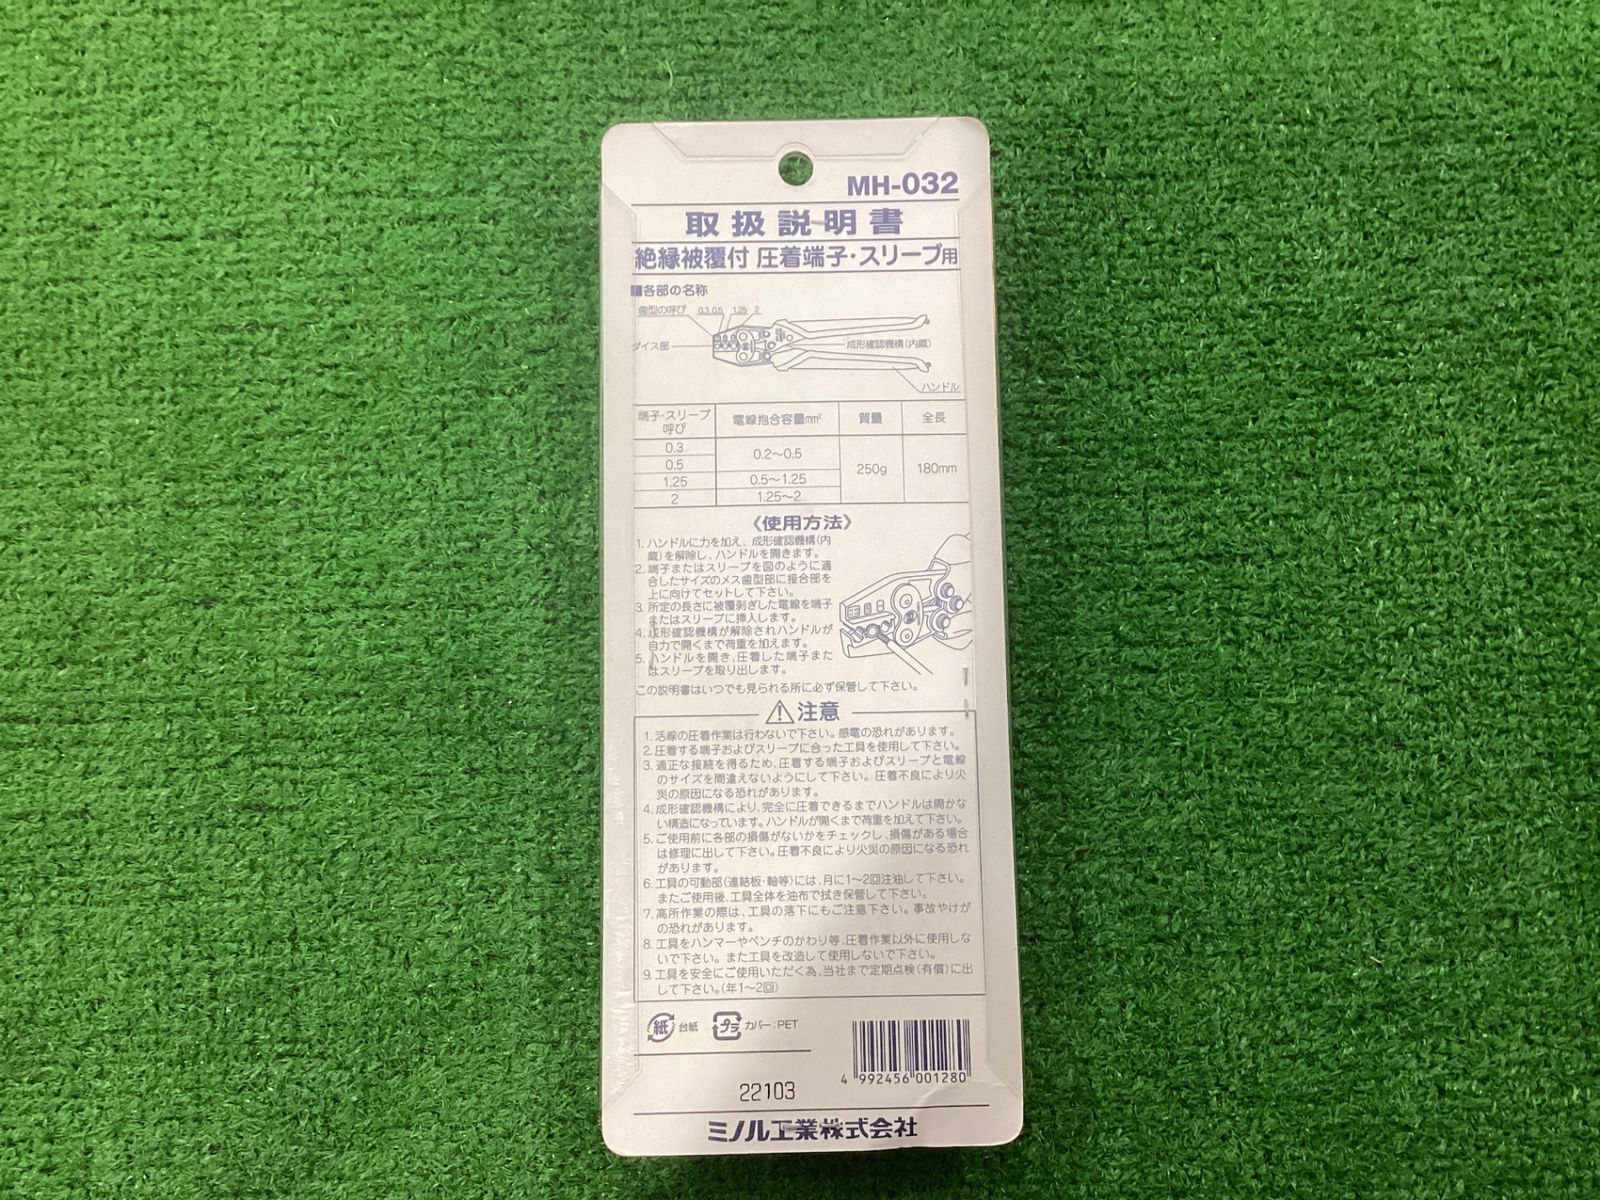 MH-032
取扱説明書
絶縁被覆付 圧着端子・スリーブ用
■各部の名称
歯型の呼び 0.3 0.5 1.25 2
ダイス部
成形確認機構(内蔵)
ハンドル
端子・スリーブ呼び 電線抱合容量mm² 質量 全長
0.3 0.2〜0.5 250g 180mm
0.5
1.25 0.5〜1.25
2 1.25〜2
《使用方法》
1. ハンドルに力を加え、成形確認機構(内
蔵)を解除し、ハンドルを開きます。
2. 端子またはスリーブを図のように適
合したサイズのメス歯型部に接合部を
上に向けてセットして下さい。
3. 所定の長さに被覆剥ぎした電線を端子
またはスリーブに挿入します。
4. 成形確認機構が解除されハンドルが
自力で開くまで荷重を加えます。
5. ハンドルを開き、圧着した端子また
はスリーブを取り出します。
この説明書はいつでも見られる所に必ず保管して下さい。
⚠注意
1. 活線の圧着作業は行わないで下さい。感電の恐れがあります。
2. 圧着する端子およびスリーブに合った工具を使用して下さい。
3. 適正な接続を得るため、圧着する端子およびスリーブと電線
のサイズを間違えないようにして下さい。圧着不良により火
災の原因になる恐れがあります。
4. 成形確認機構により、完全に圧着できるまでハンドルは開かな
い構造になっています。ハンドルが開くまで荷重を加えて下さい。
5. ご使用前に各部の損傷がないかをチェックし、損傷がある場合
は修理に出して下さい。圧着不良により火災の原因になる恐れ
があります。
6. 工具の可動部(連結板・軸等)には、月に1〜2回注油して下さい。
またご使用後、工具全体を油布で拭き保管して下さい。
7. 高所作業の際は、工具の落下にもご注意下さい。事故やけが
の恐れがあります。
8. 工具をハンマーやペンチのかわり等、圧着作業以外に使用しな
いで下さい。また工具を改造して使用しないで下さい。
9. 工具を安全にご使用いただく為、当社まで定期点検(有償)に出
して下さい。(年1〜2回)
紙 台紙 プラ カバー:PET
4 992456 001280
22103
ミノル工業株式会社